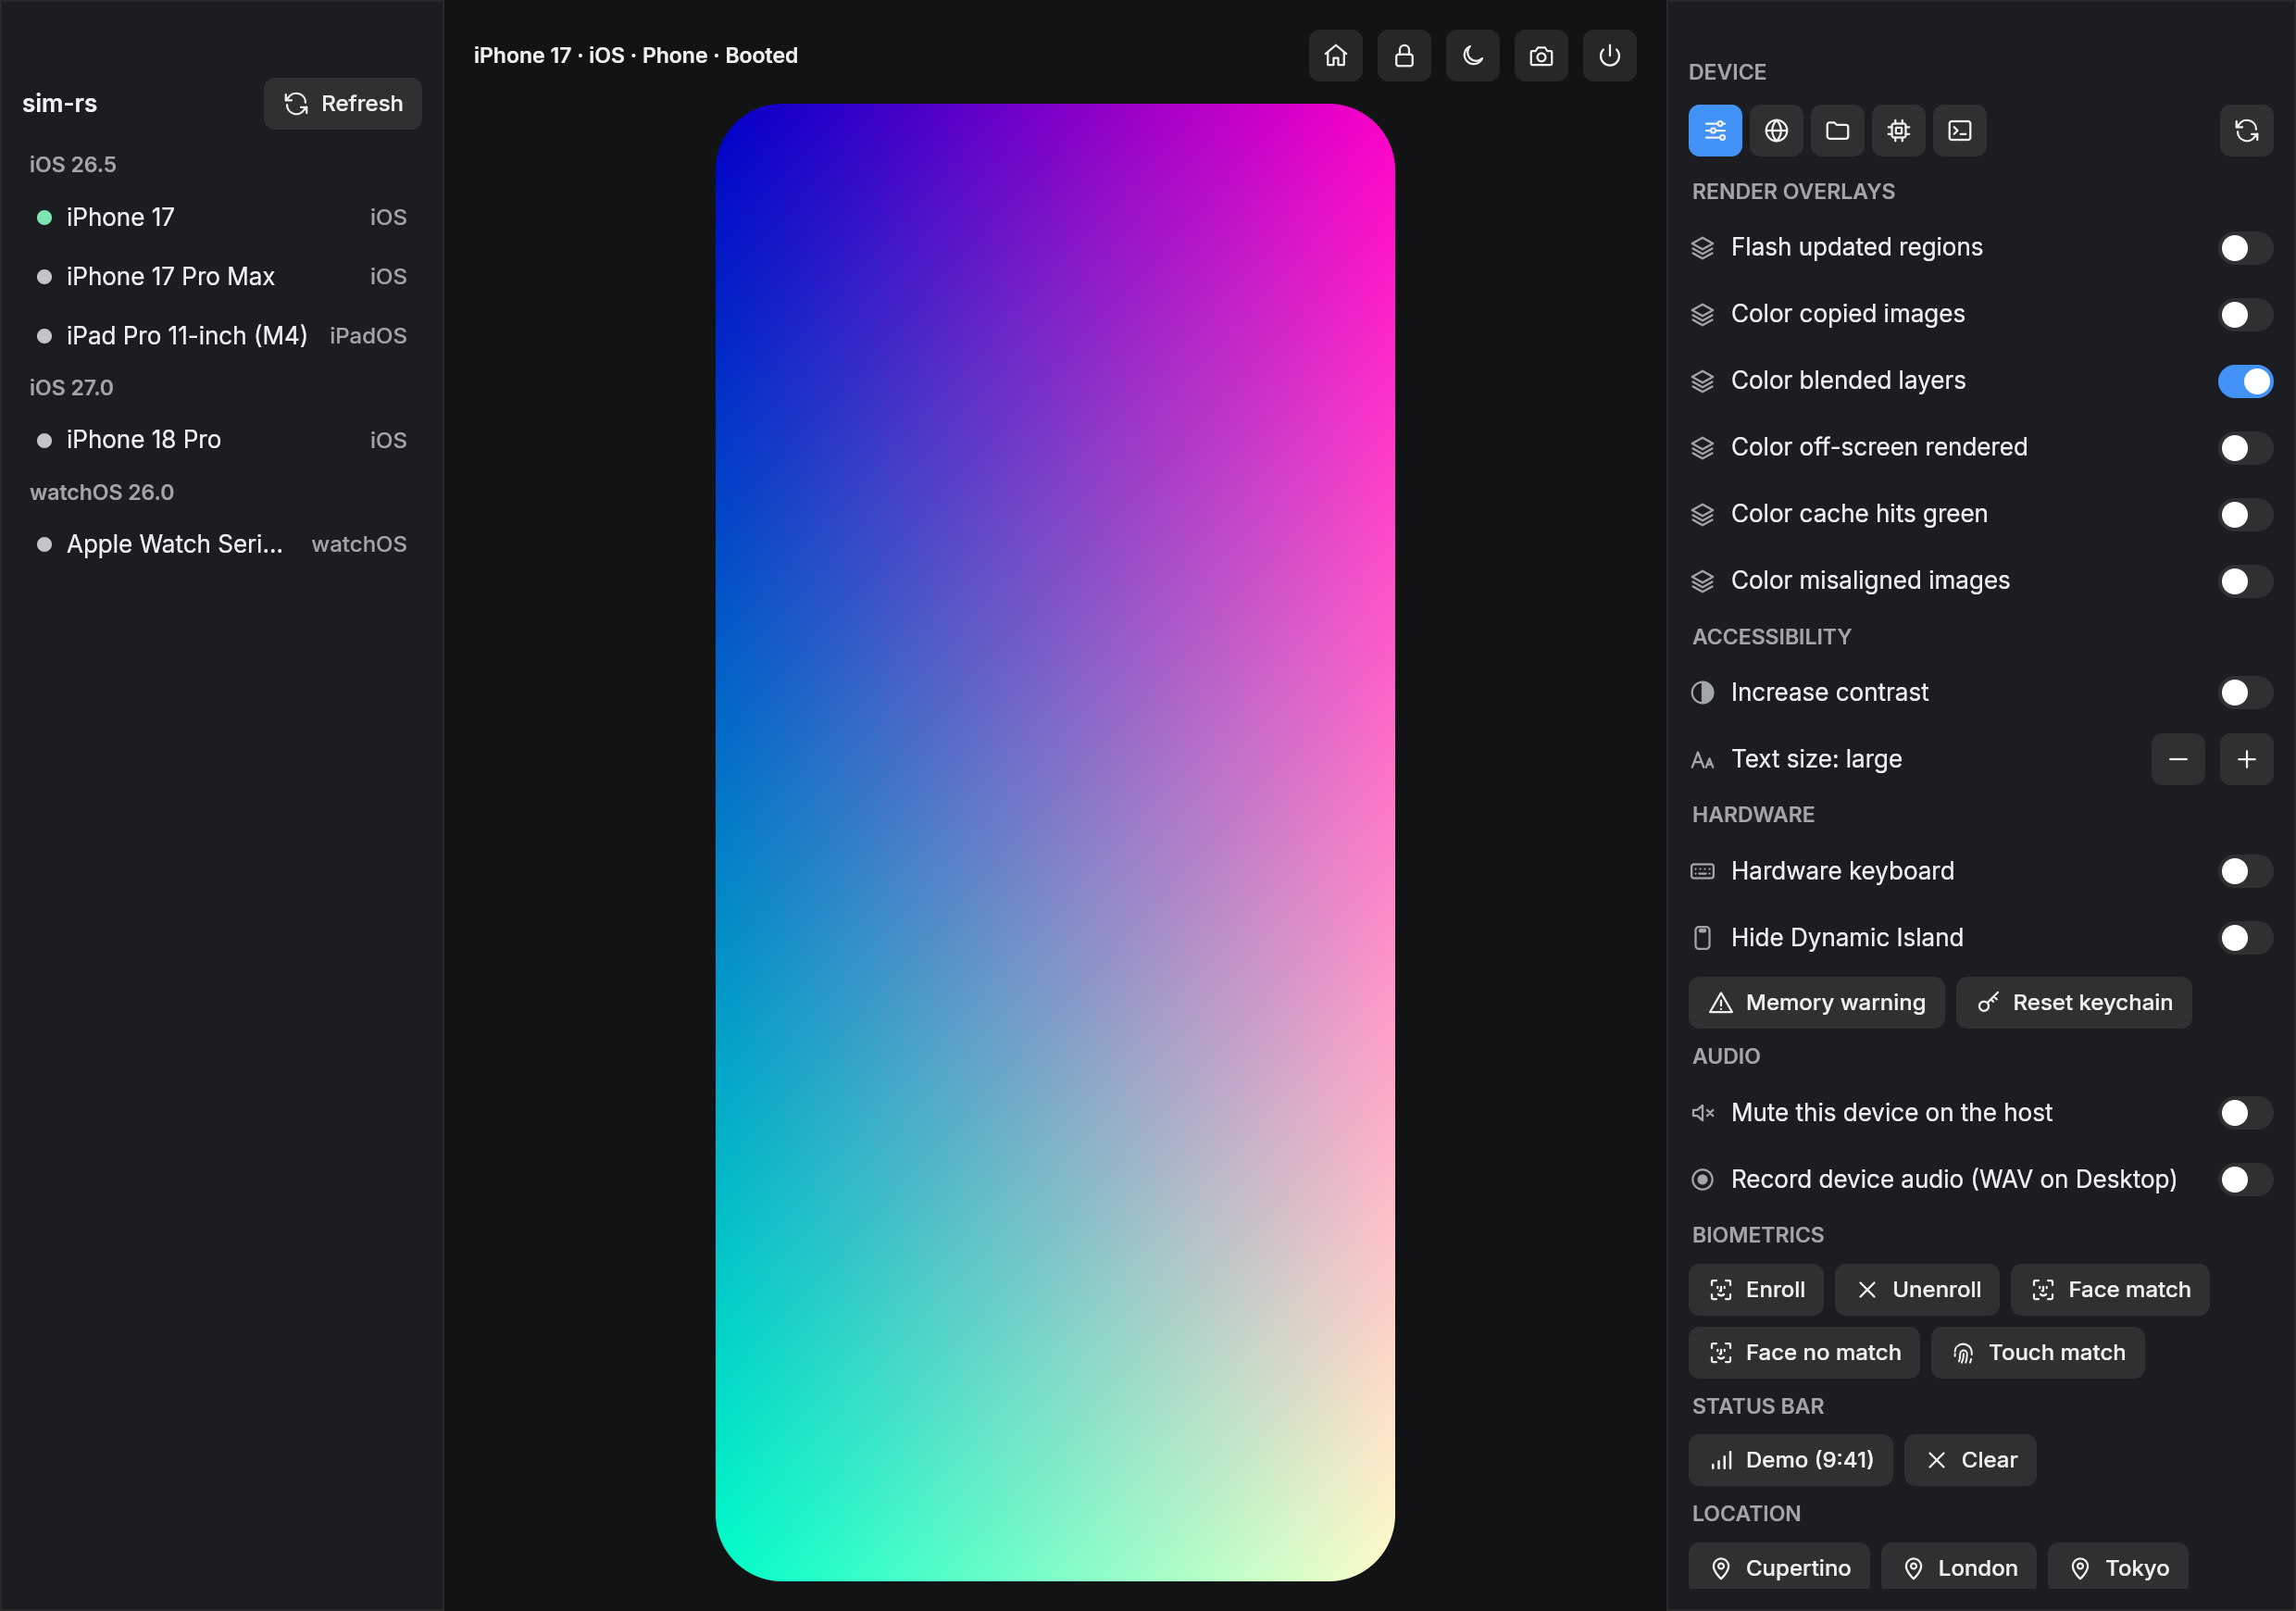 sim-rs
Refresh
iOS 26.5
iPhone 17 iOS
iPhone 17 Pro Max iOS
iPad Pro 11-inch (M4) iPadOS
iOS 27.0
iPhone 18 Pro iOS
watchOS 26.0
Apple Watch Seri... watchOS
iPhone 17 · iOS · Phone · Booted
DEVICE
RENDER OVERLAYS
Flash updated regions
Color copied images
Color blended layers
Color off-screen rendered
Color cache hits green
Color misaligned images
ACCESSIBILITY
Increase contrast
Text size: large
HARDWARE
Hardware keyboard
Hide Dynamic Island
Memory warning Reset keychain
AUDIO
Mute this device on the host
Record device audio (WAV on Desktop)
BIOMETRICS
Enroll Unenroll Face match
Face no match Touch match
STATUS BAR
Demo (9:41) Clear
LOCATION
Cupertino London Tokyo